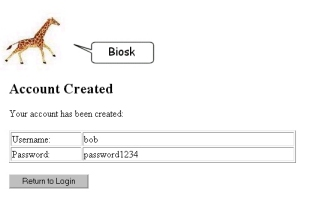 Biosk
Account Created
Your account has been created:
Username: bob
Password: password1234
Return to Login